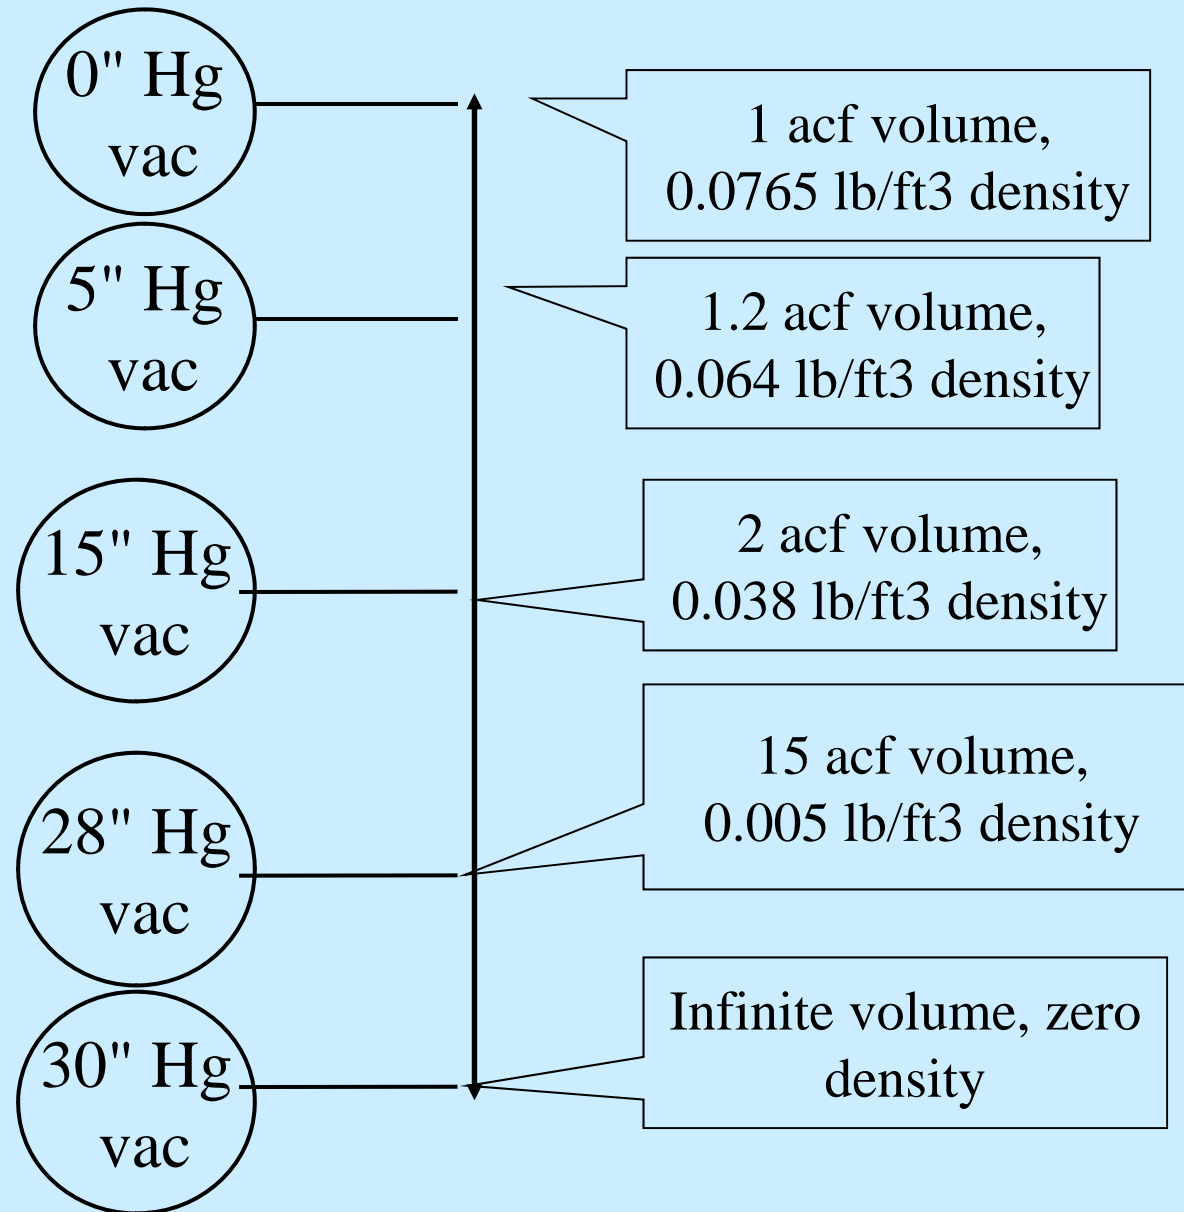 0" Hg
vac
1 acf volume,
0.0765 lb/ft3 density
5" Hg
vac
1.2 acf volume,
0.064 lb/ft3 density
15" Hg
vac
2 acf volume,
0.038 lb/ft3 density
28" Hg
vac
15 acf volume,
0.005 lb/ft3 density
30" Hg
vac
Infinite volume, zero
density